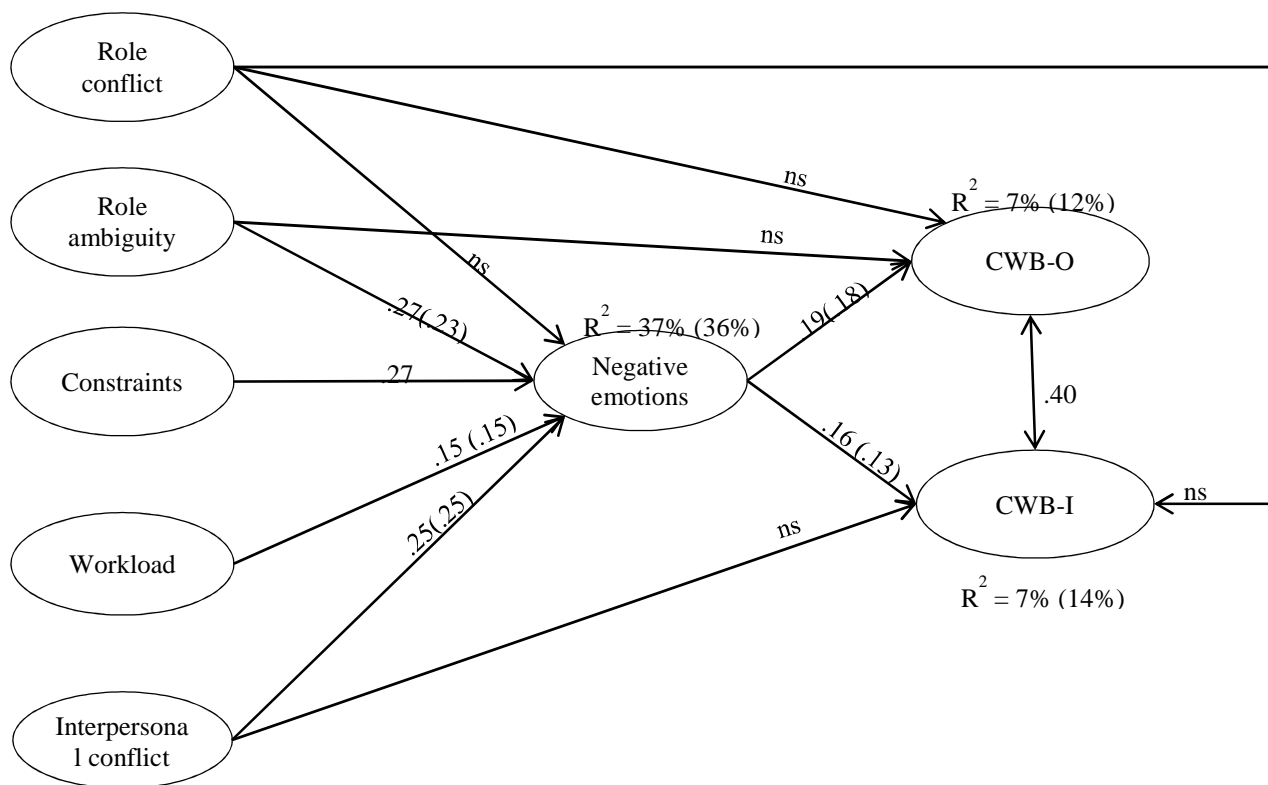 Role
conflict
ns
R² = 7% (12%)
Role
ambiguity
ns
CWB-O
ns
.27(.23)
R² = 37% (36%)
.19(.18)
Constraints
.27
Negative
emotions
.40
.15 (.15)
.16 (.13)
.25(.25)
CWB-I
ns
ns
Workload
R² = 7% (14%)
Interpersona
l conflict